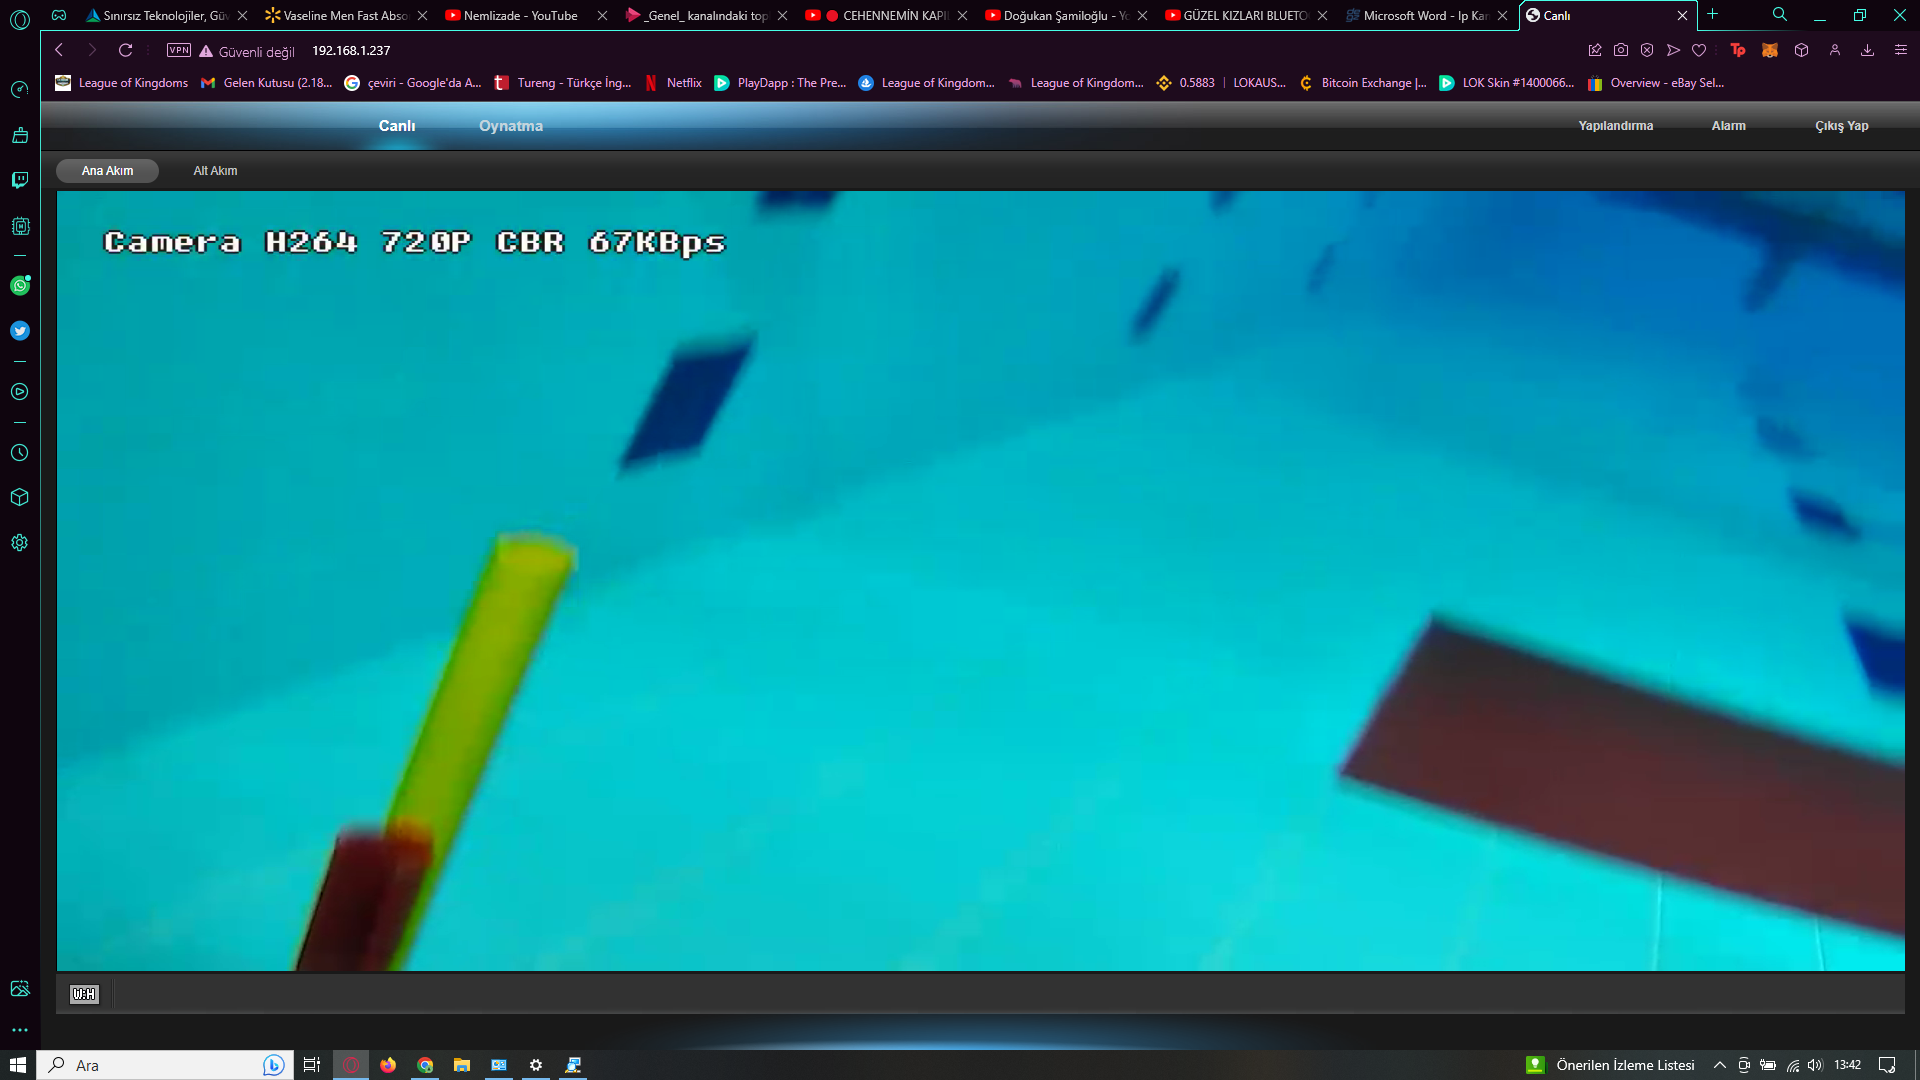 Sınırsız Teknolojiler, Güv
Vaseline Men Fast Abso
Nemlizade - YouTube
_Genel_ kanalındaki top
CEHENNEMİN KAPI
Doğukan Şamiloğlu - Yo
GÜZEL KIZLARI BLUETO
Microsoft Word - Ip Kar
Canlı
VPN
Güvenli değil
192.168.1.237
League of Kingdoms
Gelen Kutusu (2.18...
çeviri - Google'da A...
Tureng - Türkçe İng...
Netflix
PlayDapp : The Pre...
League of Kingdom...
League of Kingdom...
0.5883 | LOKAUS...
Bitcoin Exchange |...
LOK Skin #1400066...
Overview - eBay Sel...
Canlı
Oynatma
Yapılandırma
Alarm
Çıkış Yap
Ana Akım
Alt Akım
Camera H264 720P CBR 67KBps
W:H
Ara
Önerilen İzleme Listesi
13:42